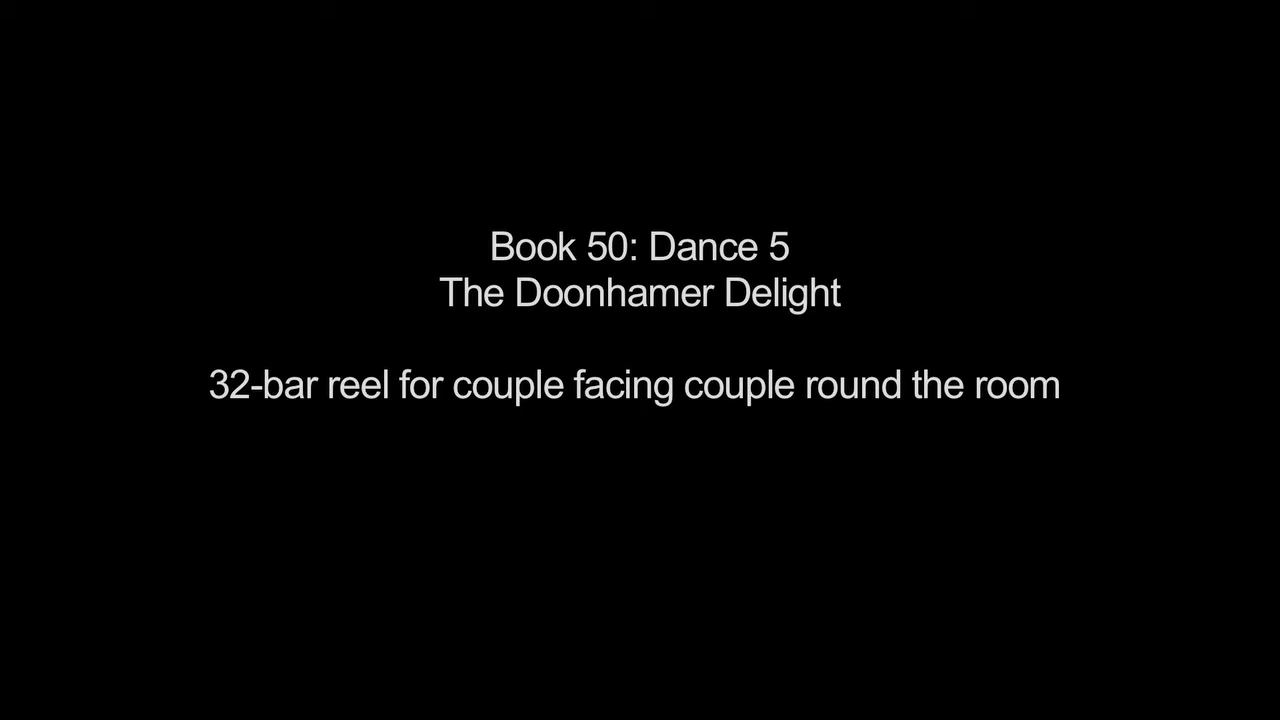 Book 50: Dance 5
The Doonhamer Delight
32-bar reel for couple facing couple round the room